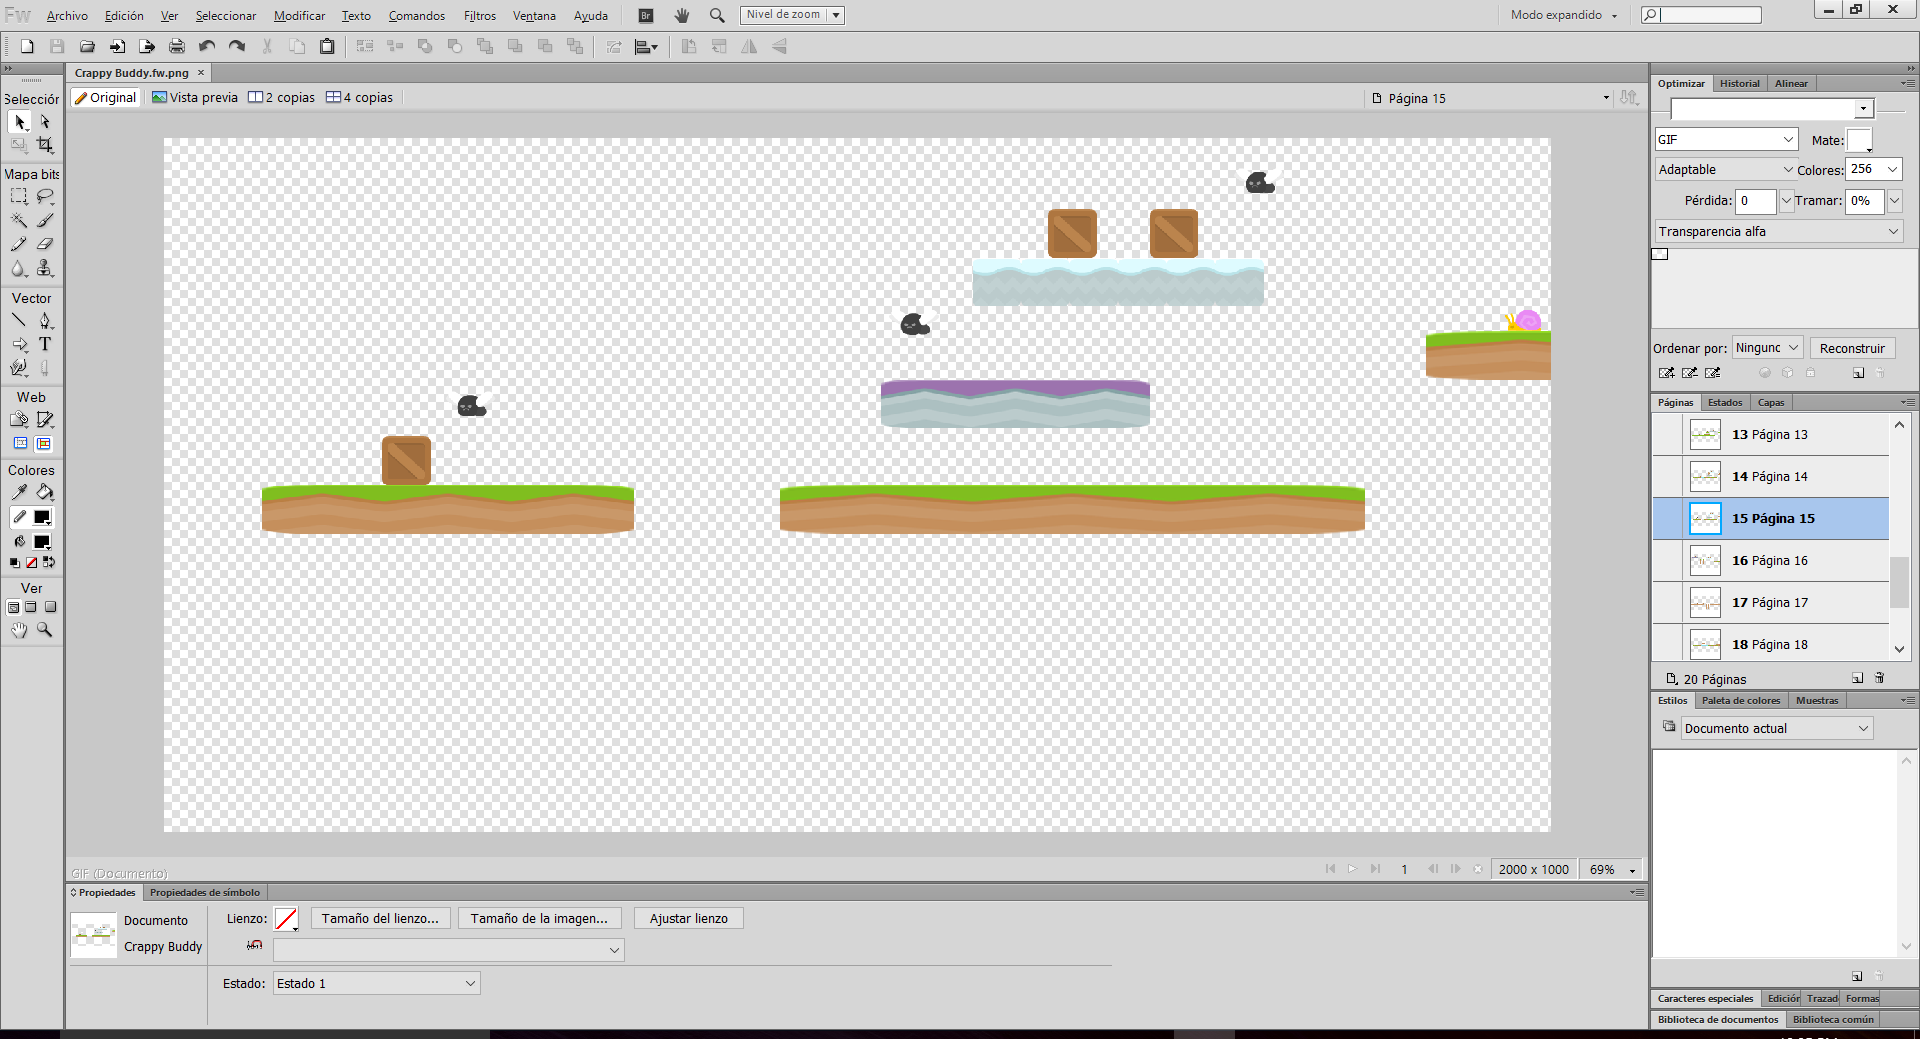 Fw Archivo Edición Ver Seleccionar Modificar Texto Comandos Filtros Ventana Ayuda Br Nivel de zoom Modo expandido
Crappy Buddy.fw.png ×
Original Vista previa 2 copias 4 copias Página 15
Selección
Mapa bits
Vector
T
Web
Colores
Ver
Optimizar Historial Alinear
GIF Mate:
Adaptable Colores: 256
Pérdida: 0 Tramar: 0%
Transparencia alfa
Ordenar por: Ninguno Reconstruir
Páginas Estados Capas
13 Página 13
14 Página 14
15 Página 15
16 Página 16
17 Página 17
18 Página 18
20 Páginas
Estilos Paleta de colores Muestras
Documento actual
Caracteres especiales Edición Trazad Formas
Biblioteca de documentos Biblioteca común
GIF (Documento) 1 2000 x 1000 69%
Propiedades Propiedades de símbolo
Documento Lienzo: Tamaño del lienzo... Tamaño de la imagen... Ajustar lienzo
Crappy Buddy
Estado: Estado 1